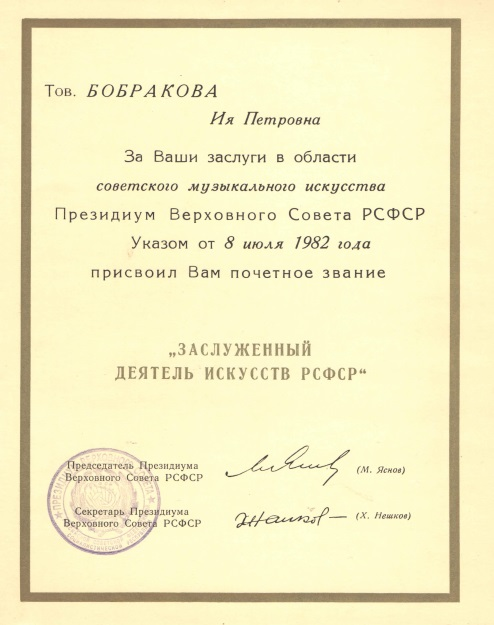 Тов. БОБРАКОВА
Ия Петровна
За Ваши заслуги в области
советского музыкального искусства
Президиум Верховного Совета РСФСР
Указом от 8 июля 1982 года
присвоил Вам почетное звание
„ЗАСЛУЖЕННЫЙ
ДЕЯТЕЛЬ ИСКУССТВ РСФСР“
Председатель Президиума
Верховного Совета РСФСР
(М. Яснов)
Секретарь Президиума
Верховного Совета РСФСР
(Х. Нешков)